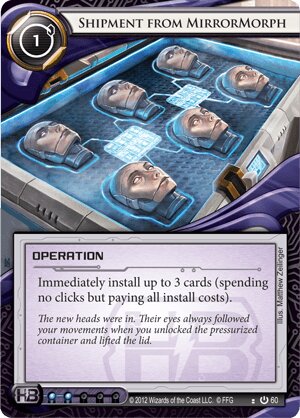 SHIPMENT FROM MIRRORMORPH
1
OPERATION
Immediately install up to 3 cards (spending
no clicks but paying all install costs).
The new heads were in. Their eyes always followed
your movements when you unlocked the pressurized
container and lifted the lid.
Illus. Matthew Zeilinger
HB
© 2012 Wizards of the Coast LLC. © FFG
60